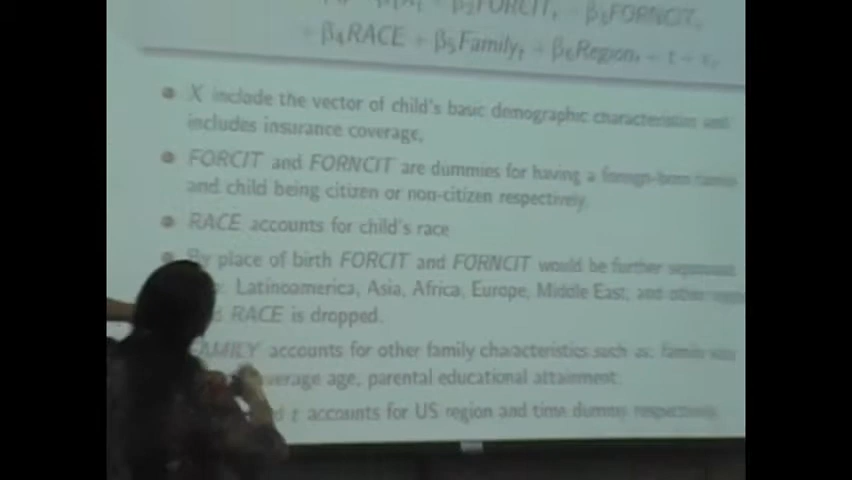 β₂FORCITₜ β₃FORNCITₜ
+ β₄RACE + β₅Familyₜ + β₆Regionₜ
X include the vector of child's basic demographic characteristics and
includes insurance coverage,
FORCIT and FORNCIT are dummies for having a foreign-born
and child being citizen or non-citizen respectively
RACE accounts for child's race
By place of birth FORCIT and FORNCIT would be further
Latinoamerica, Asia, Africa, Europe, Middle East, and other
RACE is dropped.
FAMILY accounts for other family characteristics such as: family
average age, parental educational attainment.
t accounts for US region and time dummy respectively